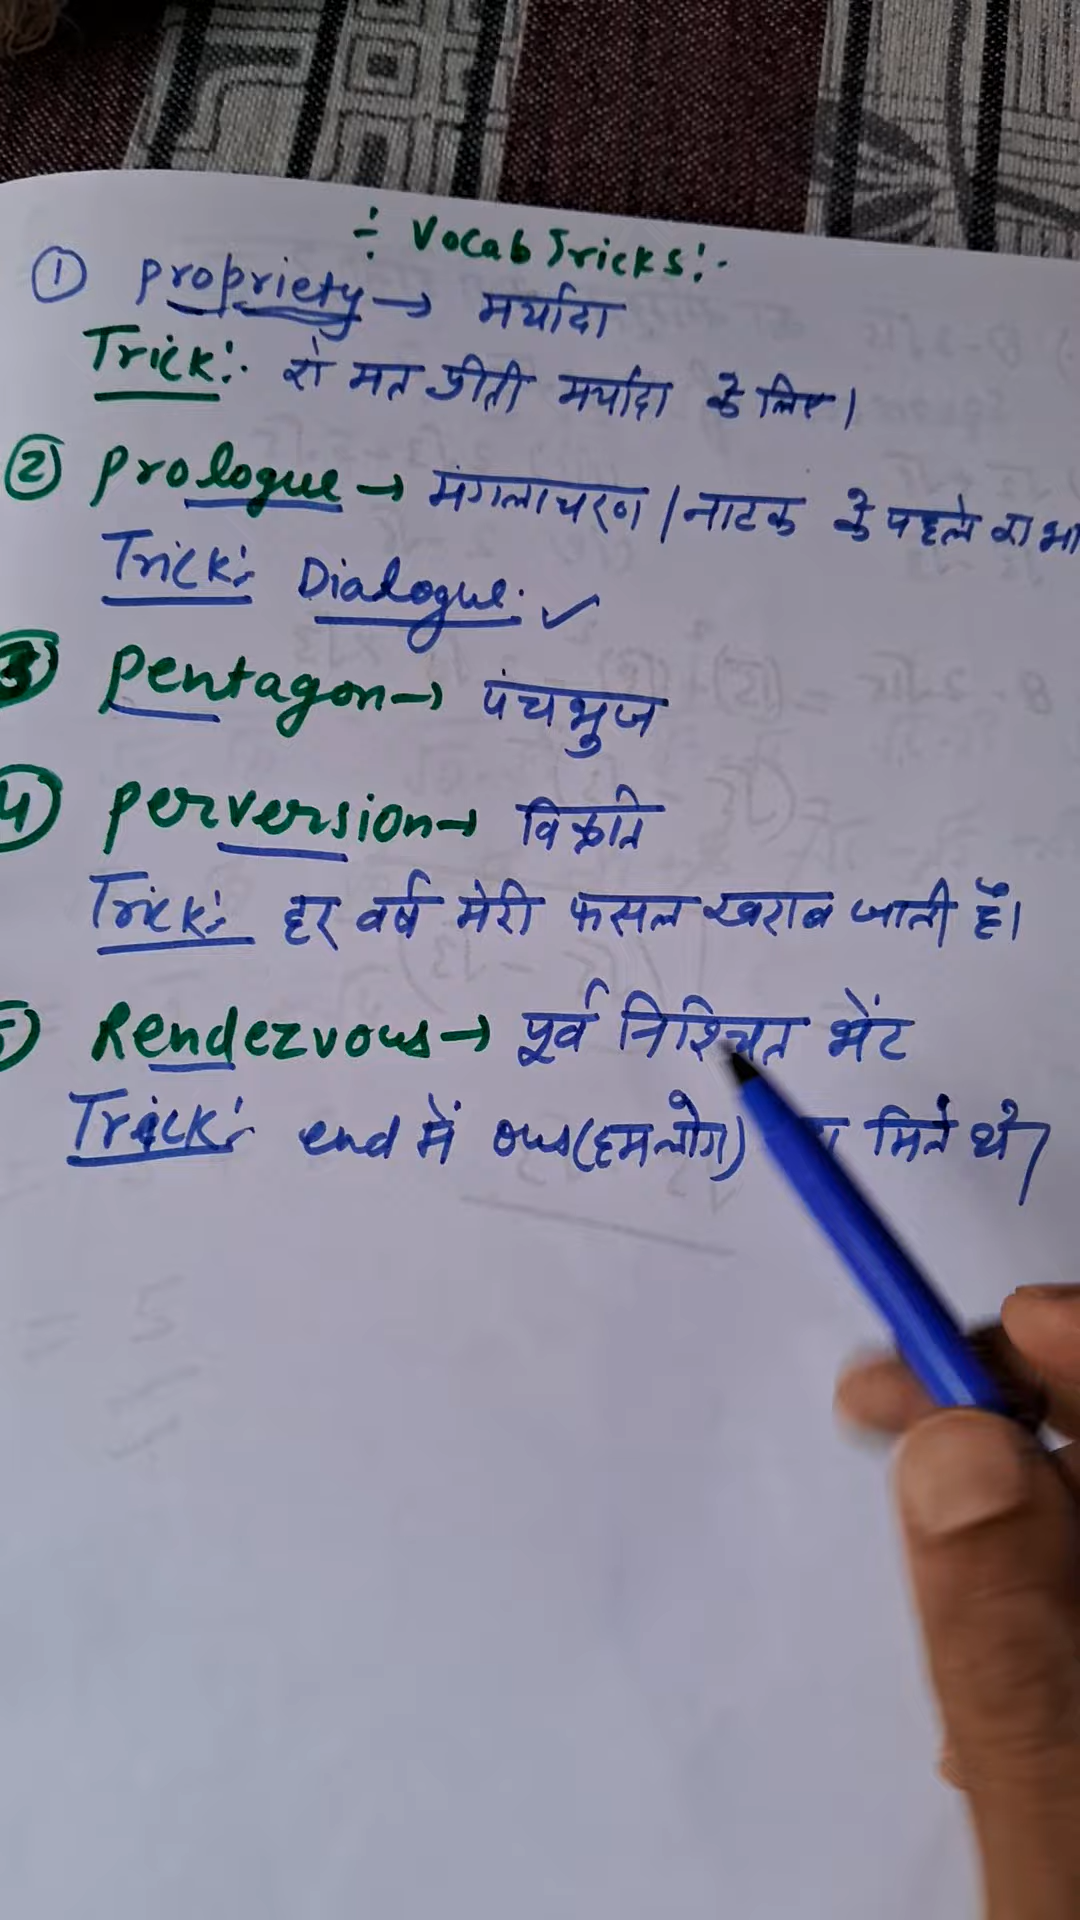 ÷ Vocab Tricks:-
① Propriety → मर्यादा
Trick:- रो मत प्रीती मर्यादा के लिए।
② Prologue → मंगलाचरण / नाटक के पहले का भा
Trick:- Dialogue. ✓
3 Pentagon → पंचभुज
4 Perversion → विक्रति
Trick:- हर वर्ष मेरी फसल खराब जाती है।
5 Rendezvous → पूर्व निश्चित भेंट
Trick:- end में ous (हमलोग) मिले थे